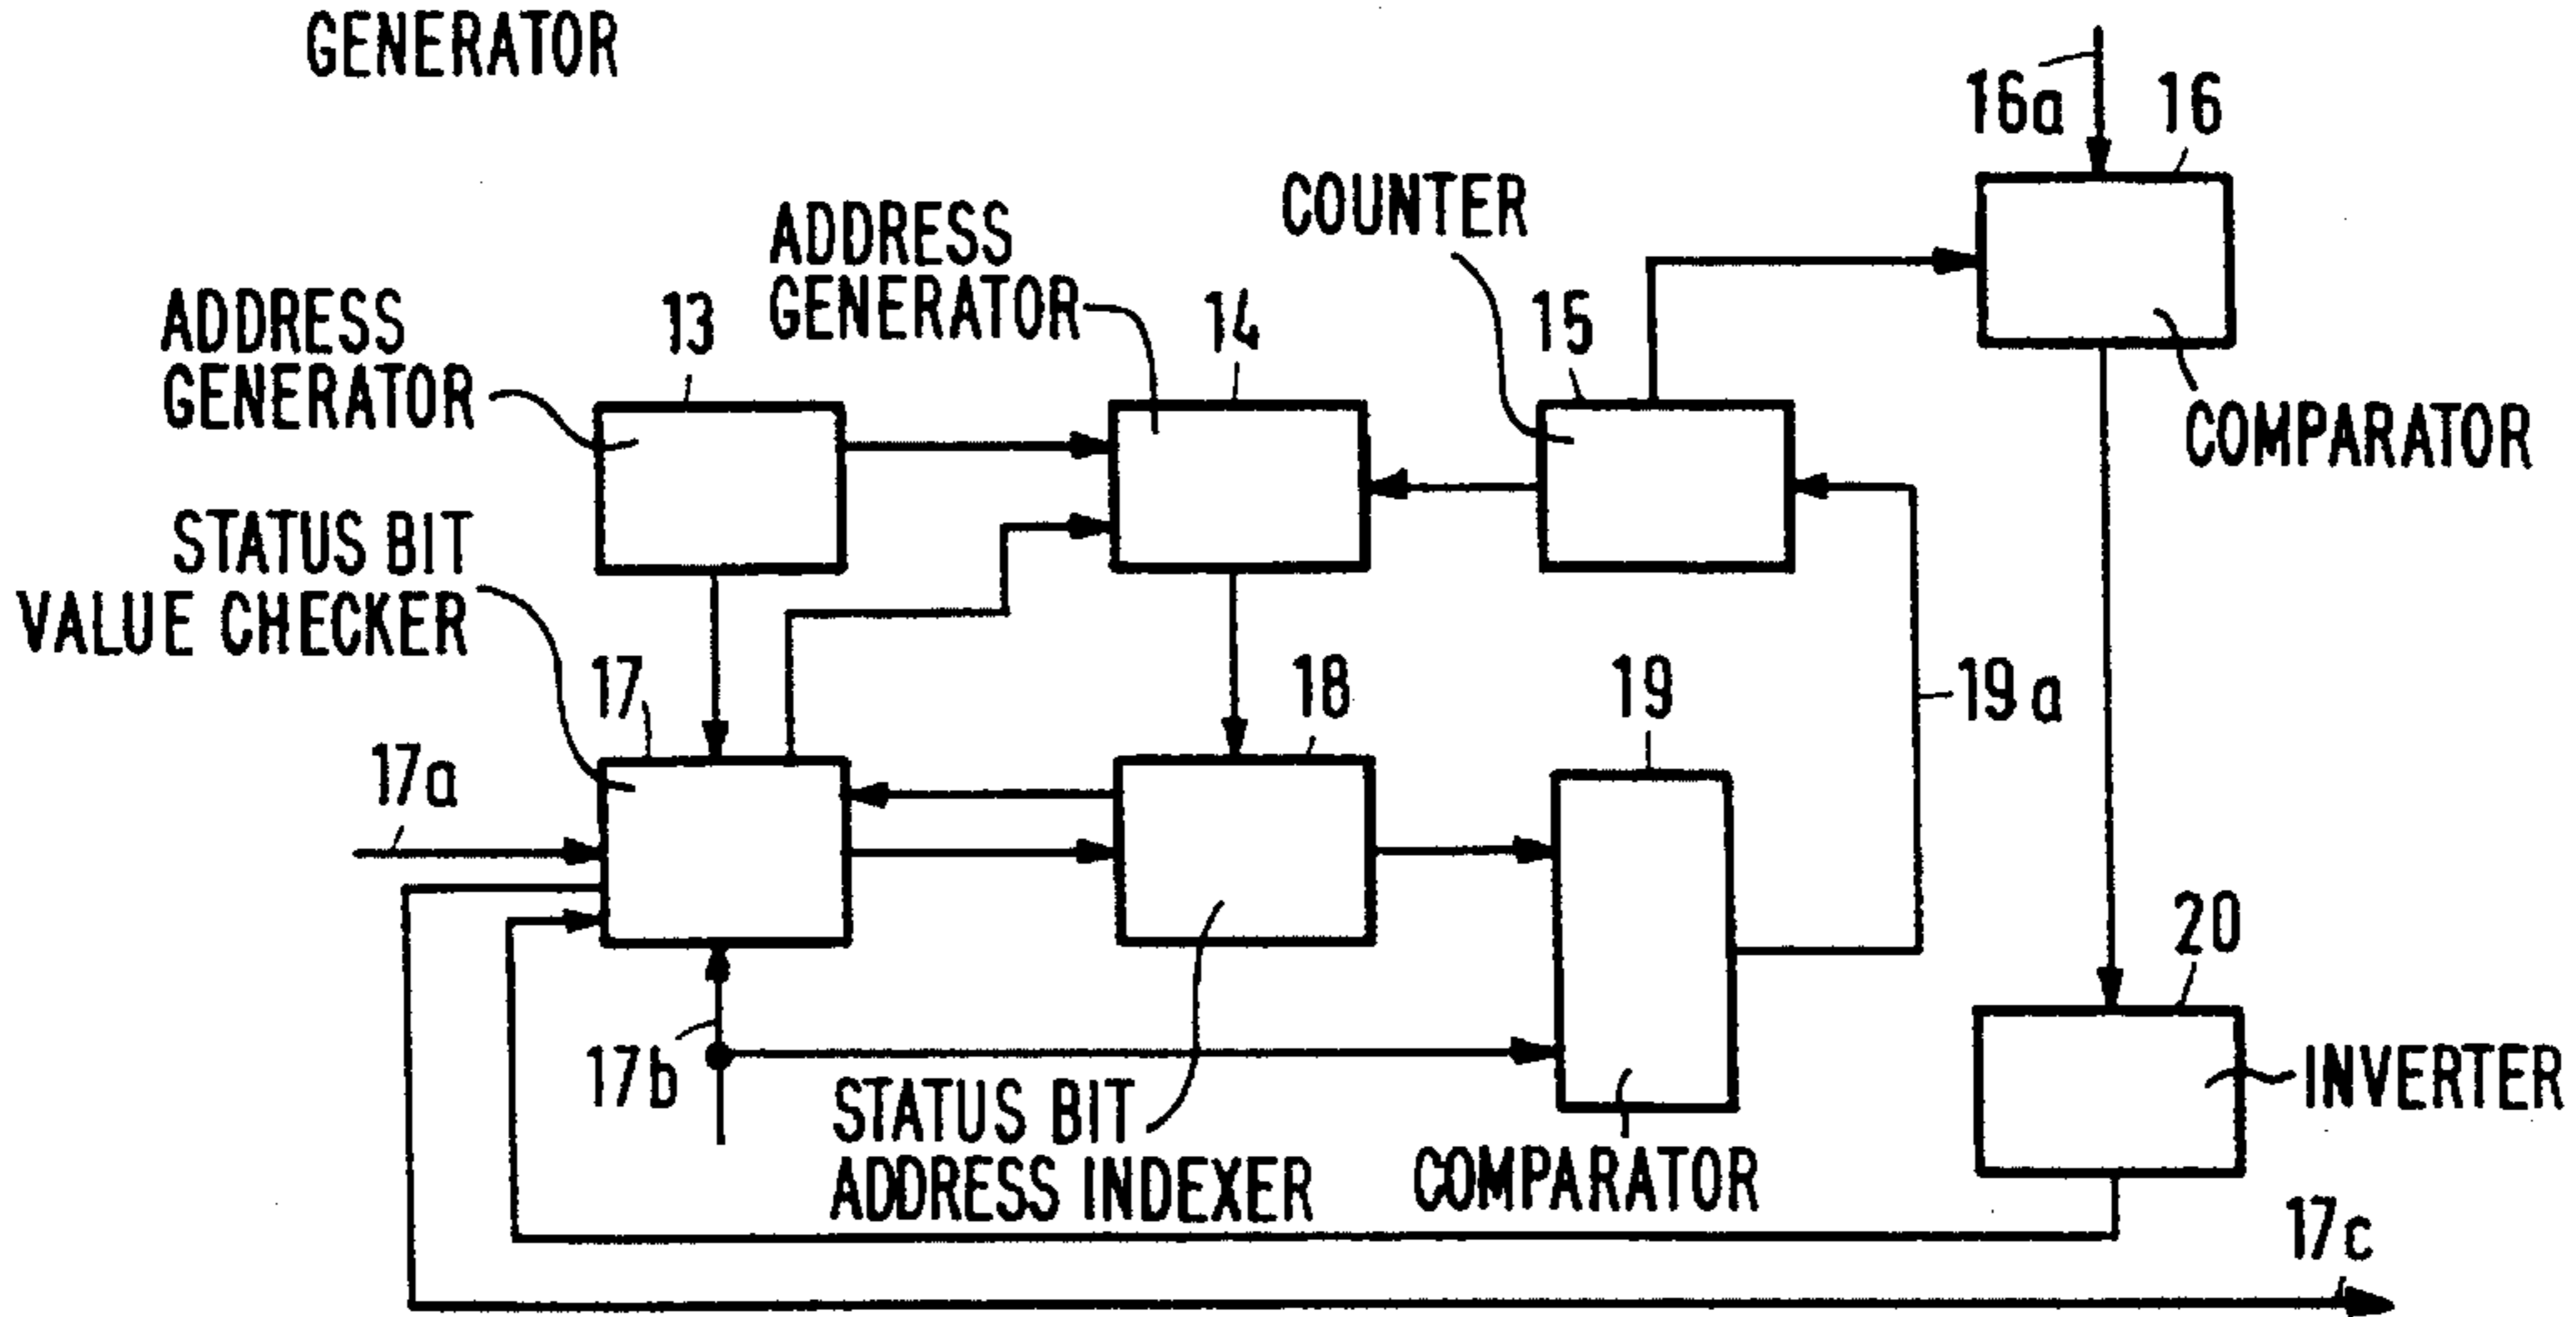 GENERATOR
16a
16
COUNTER
ADDRESS
GENERATOR
14
15
ADDRESS
GENERATOR
13
COMPARATOR
STATUS BIT
VALUE CHECKER
17
18
19
19a
17a
20
INVERTER
17b
STATUS BIT
ADDRESS INDEXER
COMPARATOR
17c